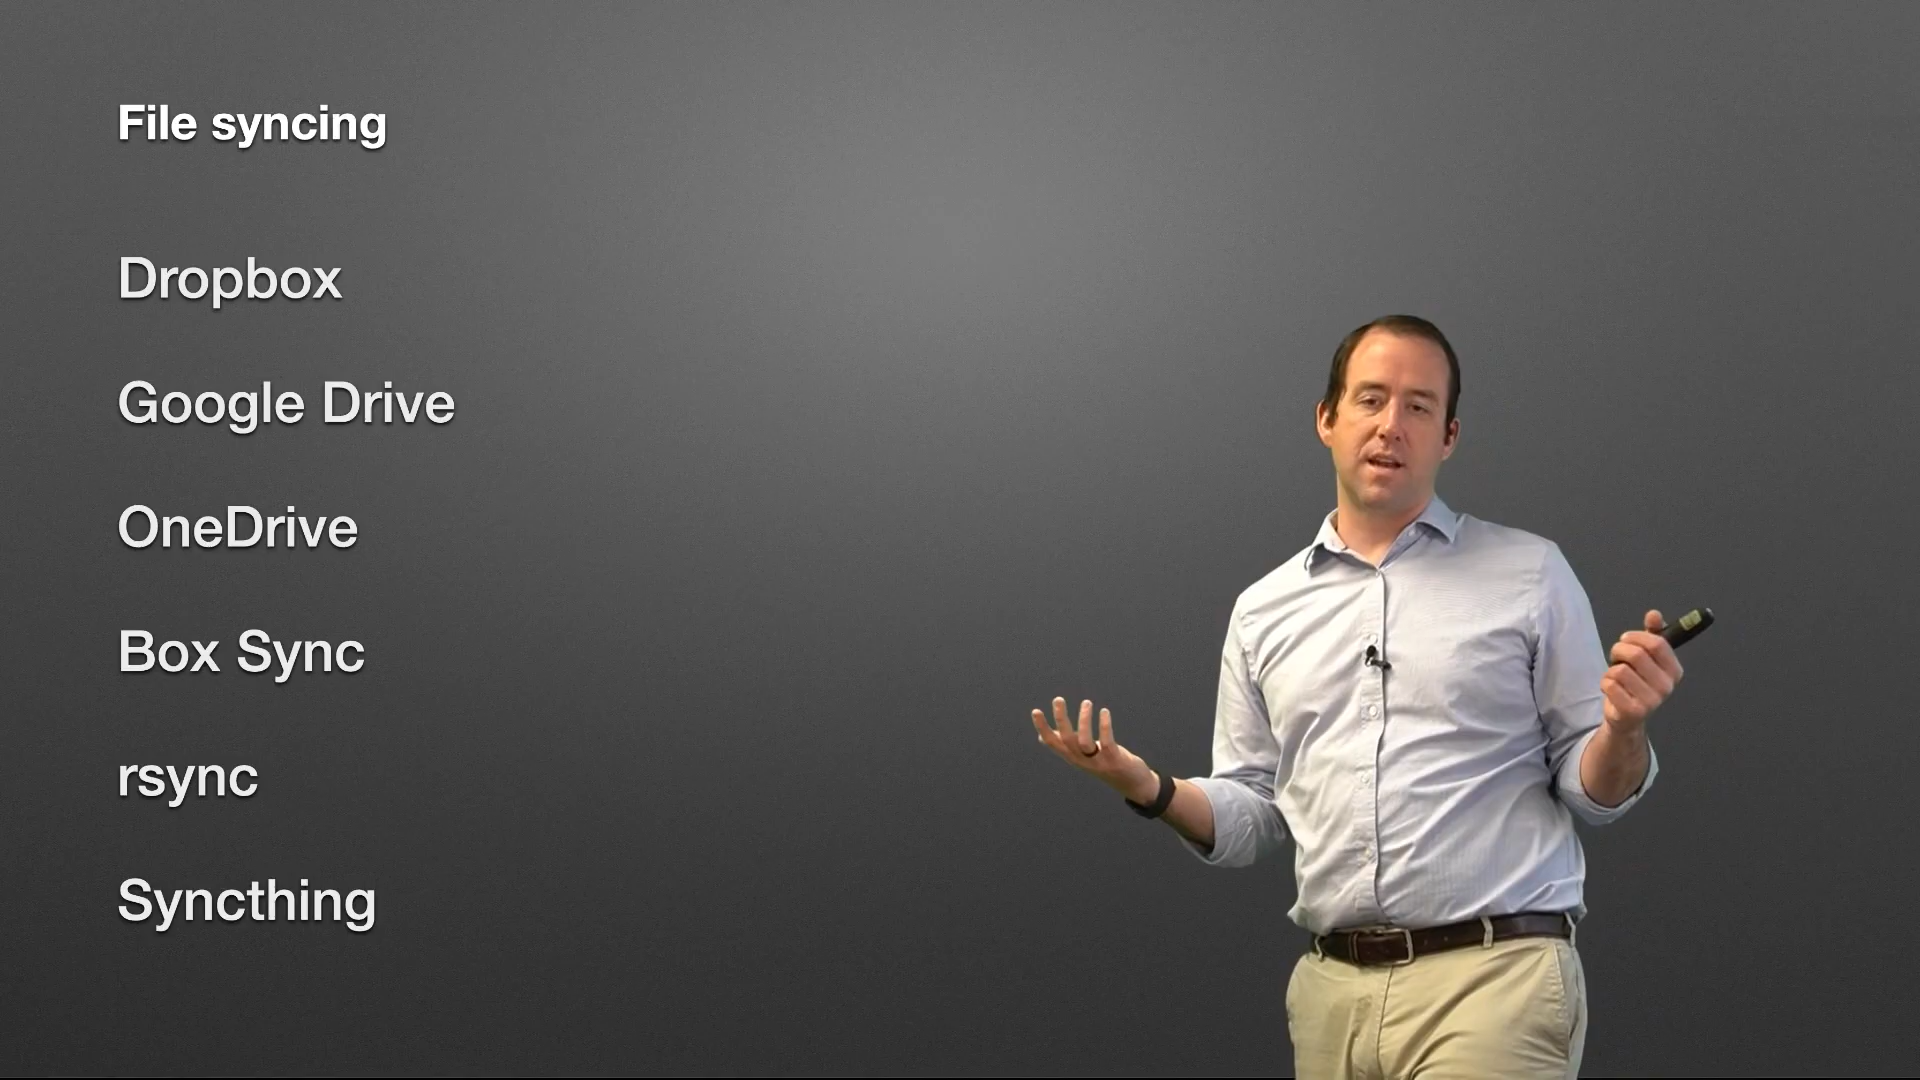 File syncing
Dropbox
Google Drive
OneDrive
Box Sync
rsync
Syncthing